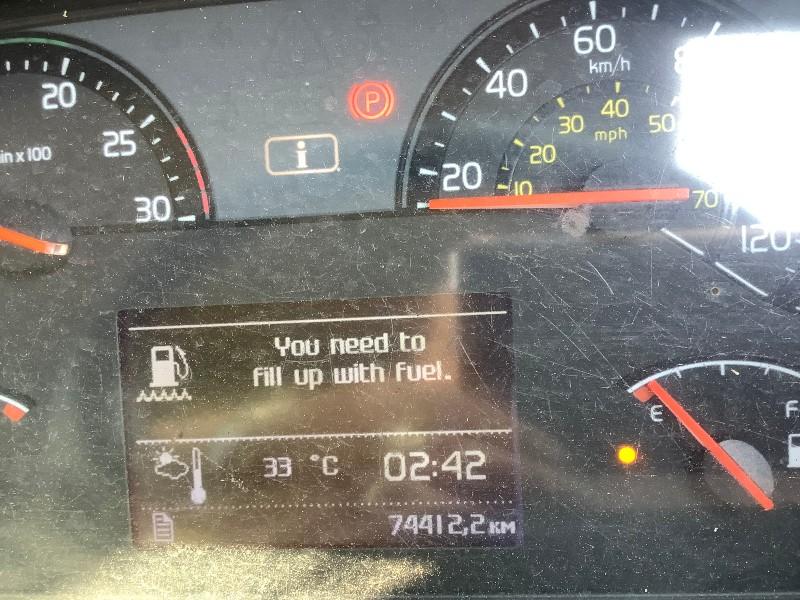 20
25
30
in x 100
P
i
20
40
60
km/h
10
20
30
40
50
mph
70
120
You need to
fill up with fuel.
33 °C 02:42
74412,2 км
E
F